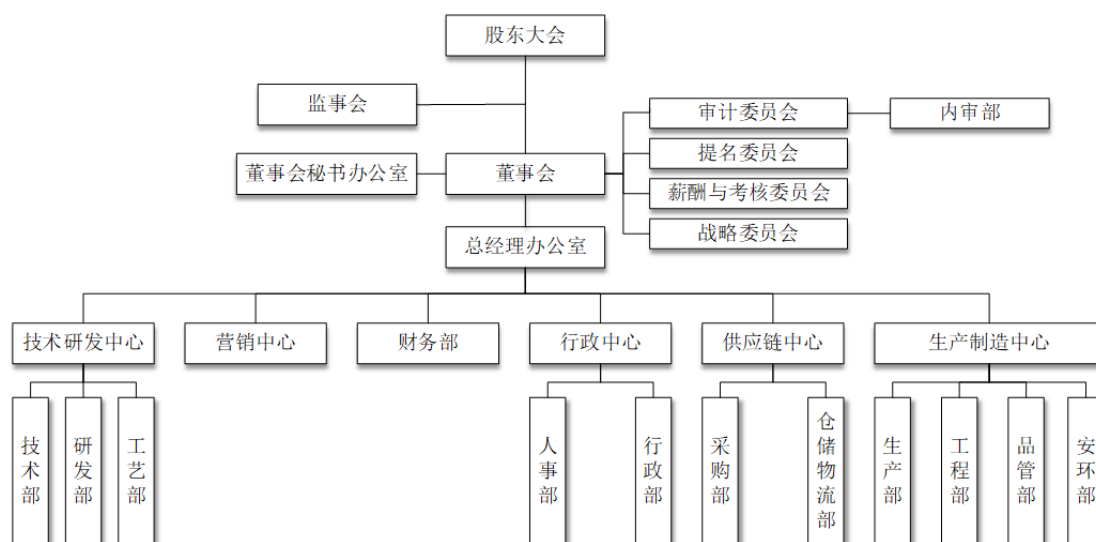 股东大会
监事会
审计委员会
内审部
提名委员会
董事会秘书办公室
董事会
薪酬与考核委员会
战略委员会
总经理办公室
技术研发中心
营销中心
财务部
行政中心
供应链中心
生产制造中心
技术部
研发部
工艺部
人事部
行政部
采购部
仓储物流部
生产部
工程部
品管部
安环部